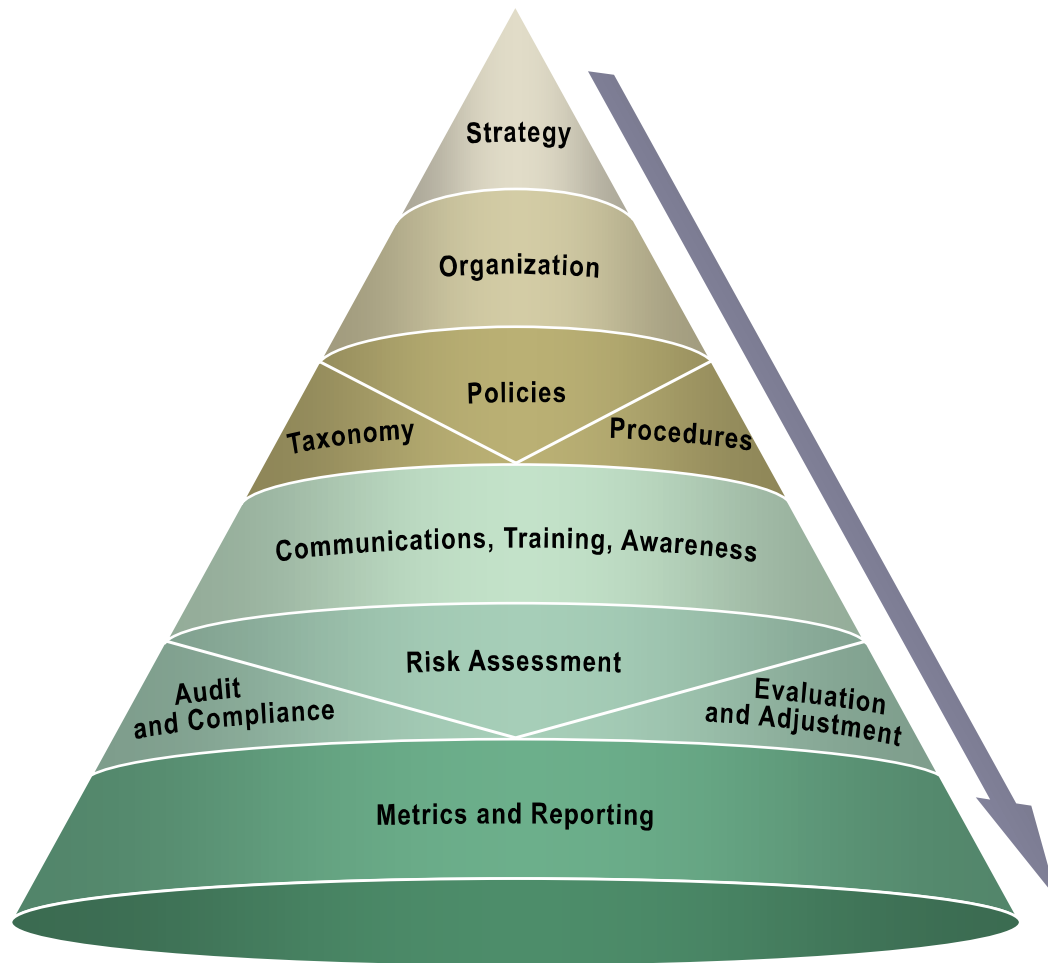 Strategy
Organization
Policies
Taxonomy
Procedures
Communications, Training, Awareness
Risk Assessment
Audit
and Compliance
Evaluation
and Adjustment
Metrics and Reporting